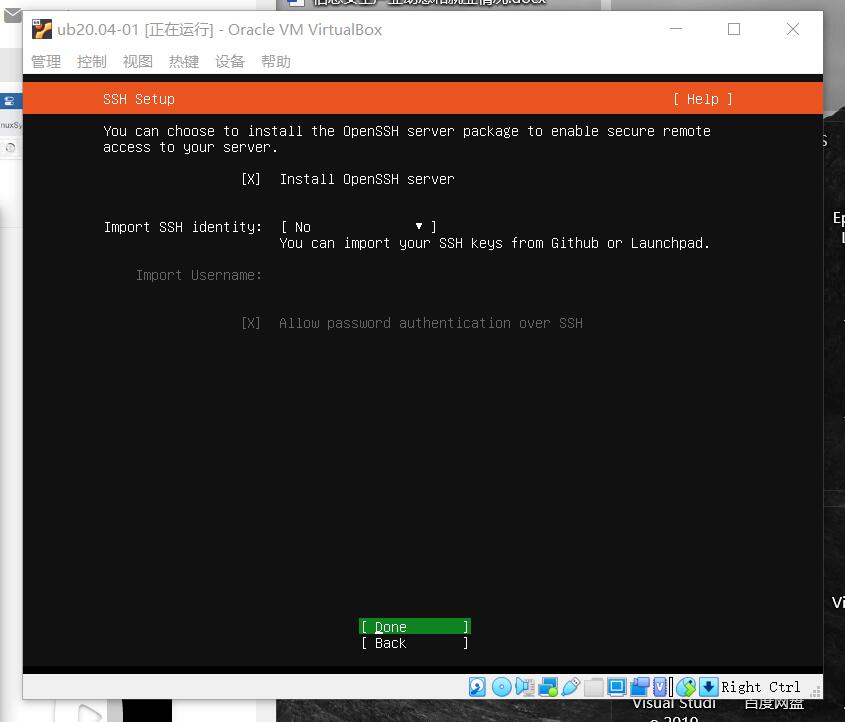 ub20.04-01 [正在运行] - Oracle VM VirtualBox
管理 控制 视图 热键 设备 帮助
SSH Setup [ Help ]
You can choose to install the OpenSSH server package to enable secure remote
access to your server.
[X] Install OpenSSH server
Import SSH identity: [ No ▼ ]
You can import your SSH keys from Github or Launchpad.
Import Username:
[X] Allow password authentication over SSH
[ Done ]
[ Back ]
Right Ctrl
Visual Studi 百度网盘
o 2019